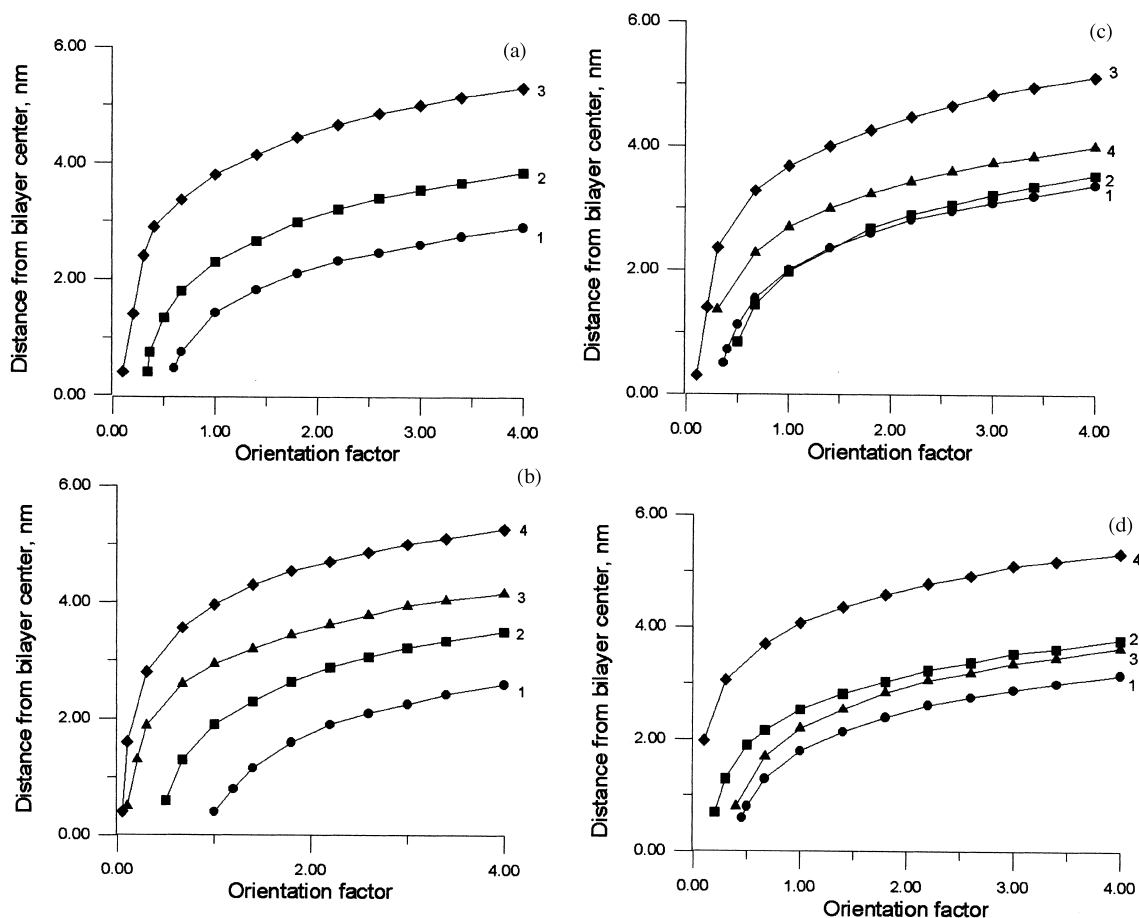 (a)
6.00
4.00
2.00
0.00
Distance from bilayer center, nm
3
2
1
0.00 1.00 2.00 3.00 4.00
Orientation factor
(b)
6.00
4.00
2.00
0.00
Distance from bilayer center, nm
4
3
2
1
0.00 2.00 4.00
Orientation factor
(c)
6.00
4.00
2.00
0.00
Distance from bilayer center, nm
3
4
2
1
0.00 1.00 2.00 3.00 4.00
Orientation factor
(d)
6.00
4.00
2.00
0.00
Distance from bilayer center, nm
4
2
3
1
0.00 1.00 2.00 3.00 4.00
Orientation factor